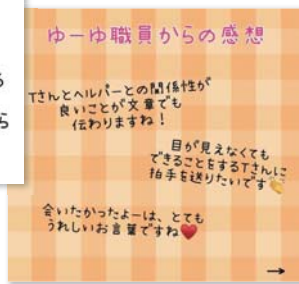 る
ら
ゆーゆ職員からの感想
Tさんとヘルパーとの関係性が
良いことが文章でも
伝わりますね！
目が見えなくても
できることをするTさんに
拍手を送りたいです👏
会いたかったよーは、とても
うれしいお言葉ですね❤️
→